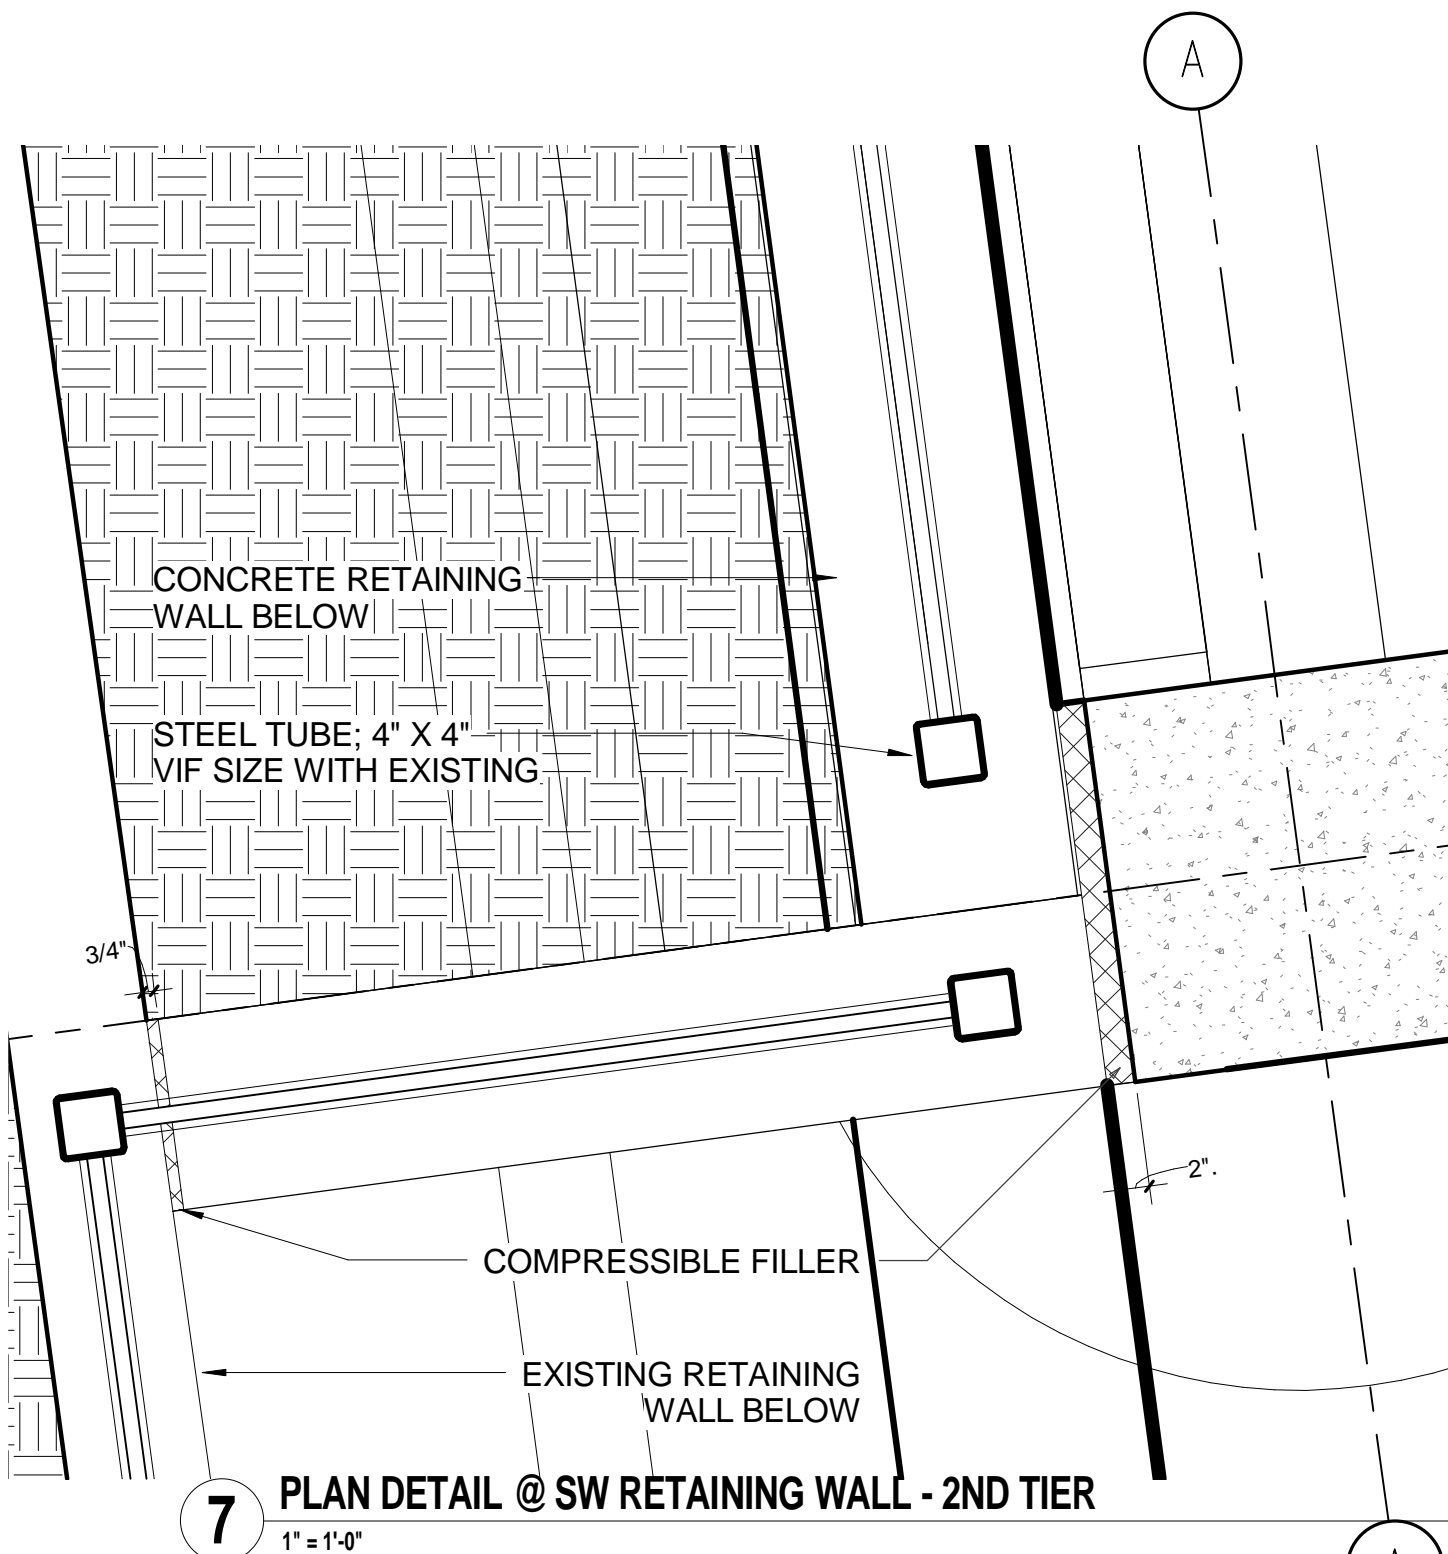 A
CONCRETE RETAINING
WALL BELOW
STEEL TUBE; 4" X 4"
VIF SIZE WITH EXISTING
3/4"
2".
COMPRESSIBLE FILLER
EXISTING RETAINING
WALL BELOW
7
PLAN DETAIL @ SW RETAINING WALL - 2ND TIER
1" = 1'-0"